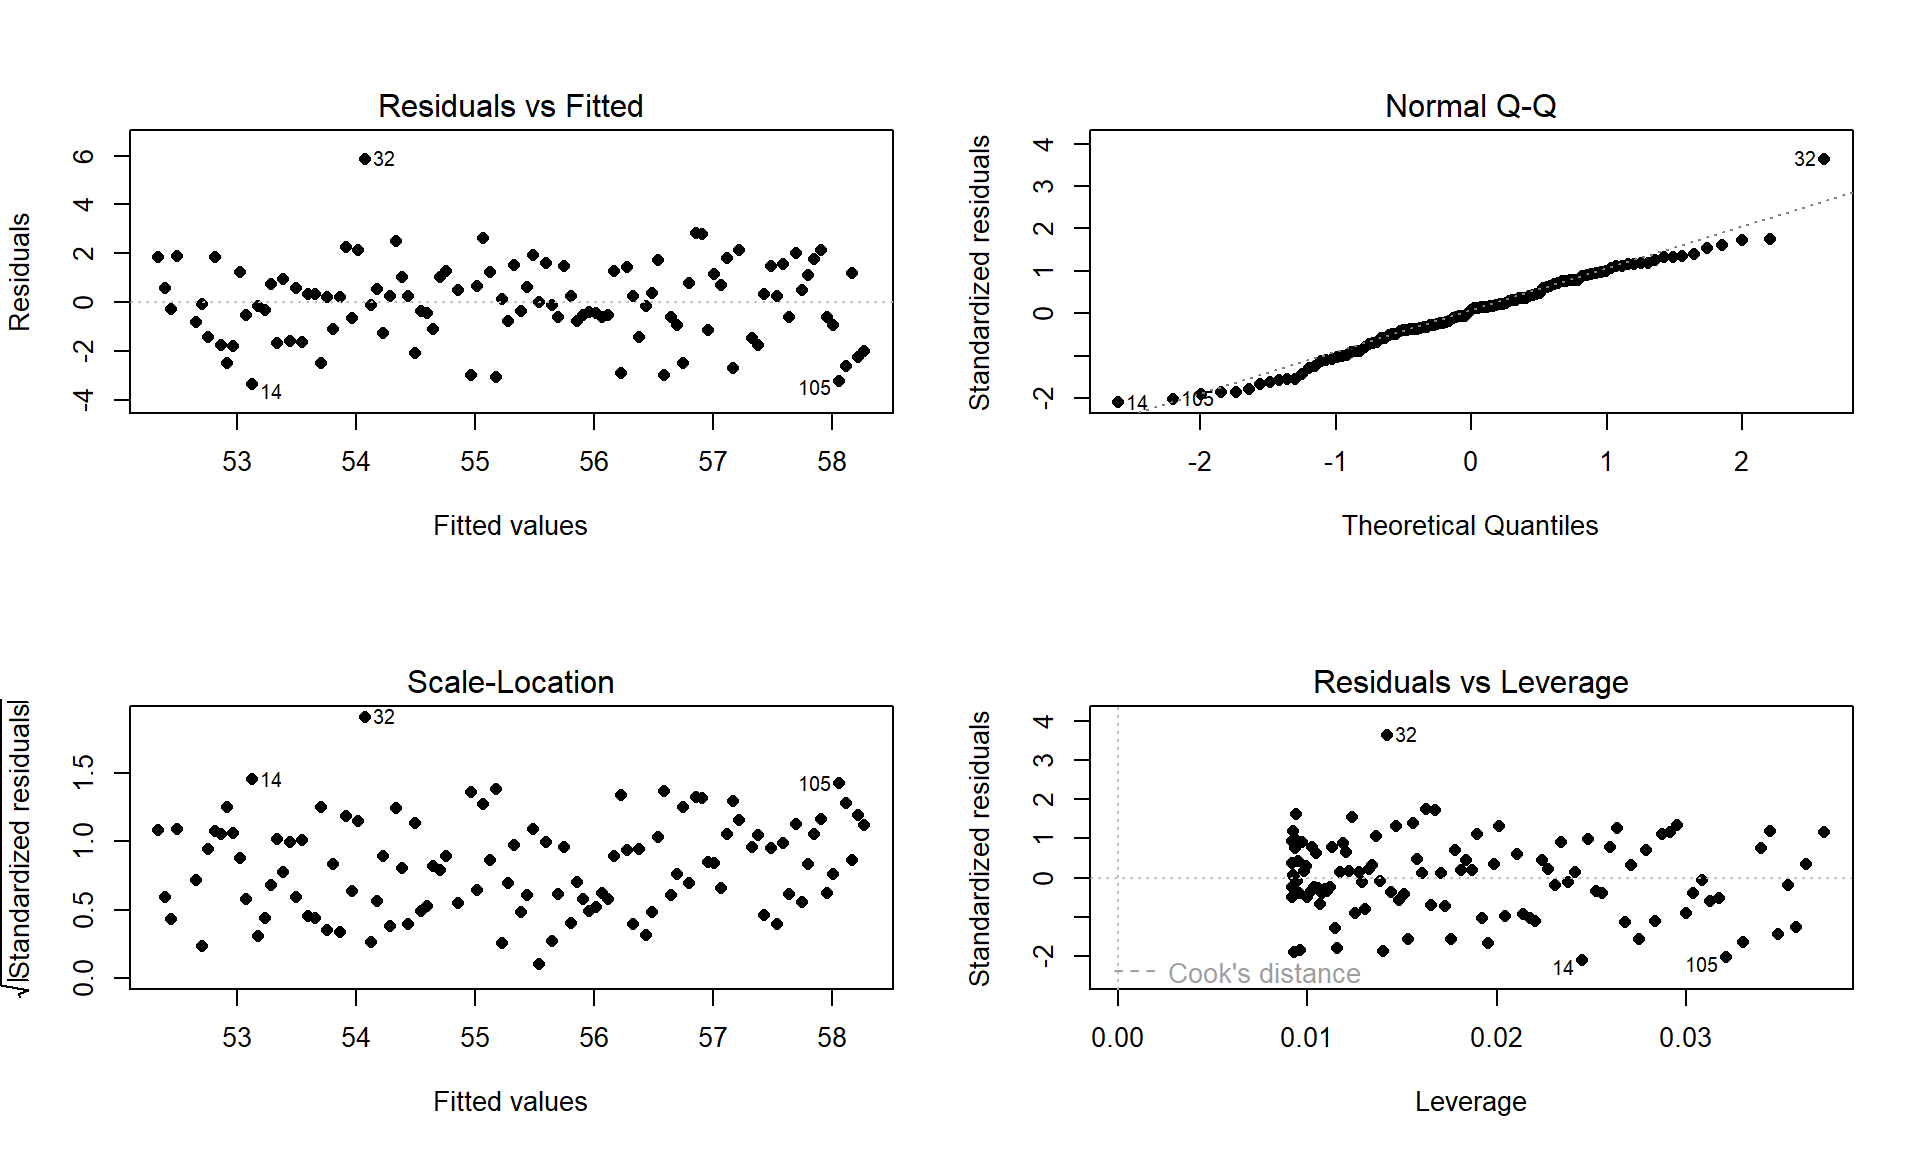 Residuals vs Fitted
Residuals
6
4
2
0
-2
-4
32
14
105
53 54 55 56 57 58
Fitted values
Normal Q-Q
Standardized residuals
4
3
2
1
0
-2
32
14
105
-2 -1 0 1 2
Theoretical Quantiles
Scale-Location
√|Standardized residuals|
1.5
1.0
0.5
0.0
32
14
105
53 54 55 56 57 58
Fitted values
Residuals vs Leverage
Standardized residuals
4
3
2
1
0
-2
32
14
105
Cook's distance
0.00 0.01 0.02 0.03
Leverage